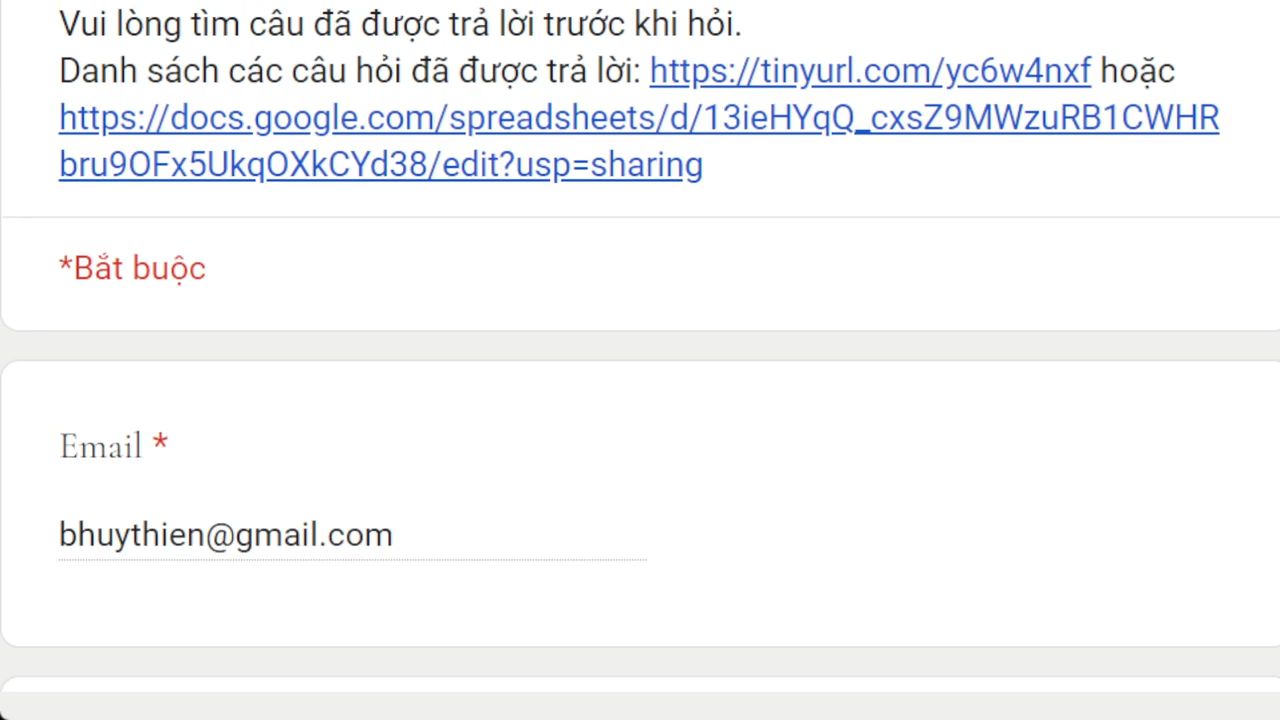 Vui lòng tìm câu đã được trả lời trước khi hỏi.
Danh sách các câu hỏi đã được trả lời: https://tinyurl.com/yc6w4nxf hoặc
https://docs.google.com/spreadsheets/d/13ieHYqQ_cxsZ9MWzuRB1CWHR
bru9OFx5UkqOXkCYd38/edit?usp=sharing
*Bắt buộc
Email *
bhuythien@gmail.com